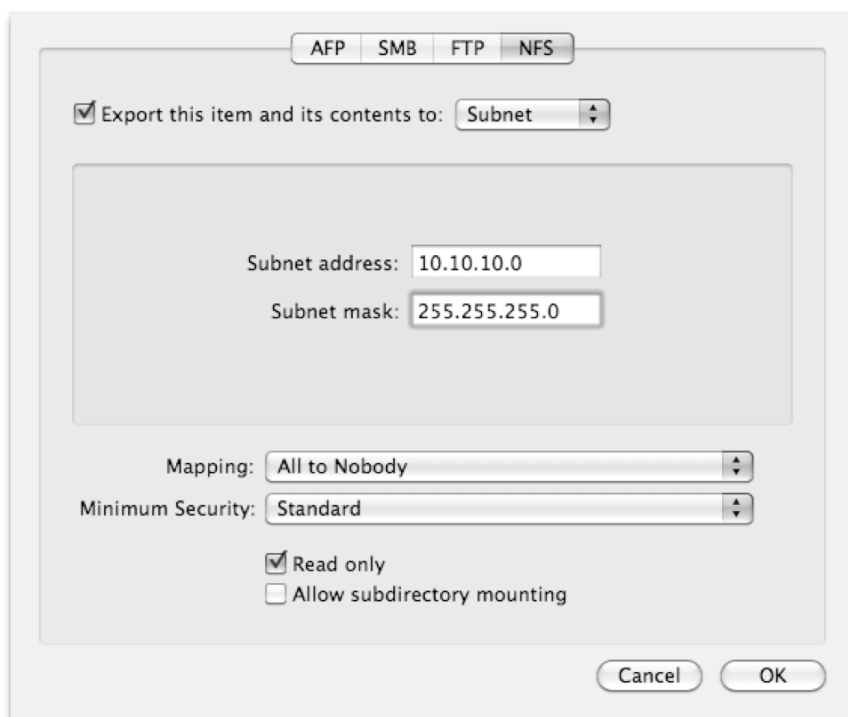 AFP SMB FTP NFS
Export this item and its contents to: Subnet
Subnet address: 10.10.10.0
Subnet mask: 255.255.255.0
Mapping: All to Nobody
Minimum Security: Standard
Read only
Allow subdirectory mounting
Cancel OK